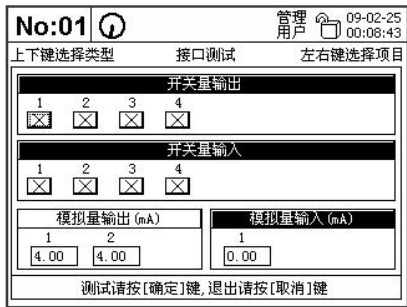 No:01 管理用户 09-02-25 00:08:43
上下键选择类型 接口测试 左右键选择项目
开关量输出
1 2 3 4
开关量输入
1 2 3 4
模拟量输出(mA) 模拟量输入(mA)
1 2 1
4.00 4.00 0.00
测试请按[确定]键,退出请按[取消]键